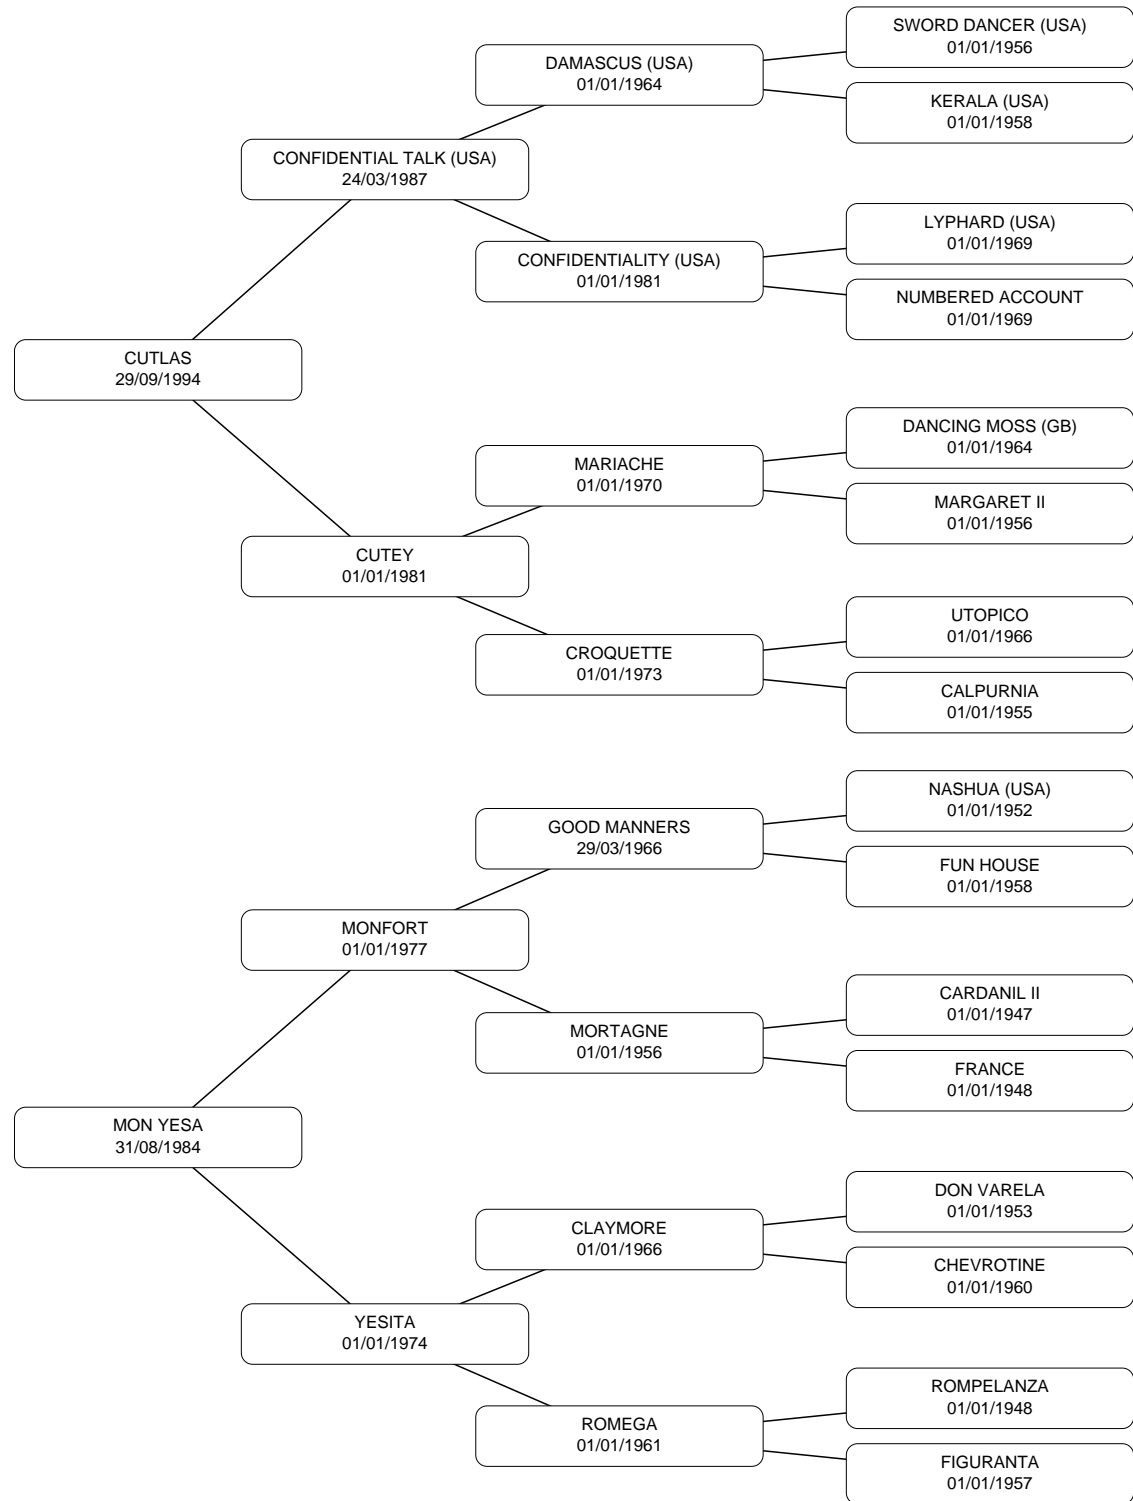 SWORD DANCER (USA)
01/01/1956
DAMASCUS (USA)
01/01/1964
KERALA (USA)
01/01/1958
CONFIDENTIAL TALK (USA)
24/03/1987
LYPHARD (USA)
01/01/1969
CONFIDENTIALITY (USA)
01/01/1981
NUMBERED ACCOUNT
01/01/1969
CUTLAS
29/09/1994
DANCING MOSS (GB)
01/01/1964
MARIACHE
01/01/1970
MARGARET II
01/01/1956
CUTEY
01/01/1981
UTOPICO
01/01/1966
CROQUETTE
01/01/1973
CALPURNIA
01/01/1955
NASHUA (USA)
01/01/1952
GOOD MANNERS
29/03/1966
FUN HOUSE
01/01/1958
MONFORT
01/01/1977
CARDANIL II
01/01/1947
MORTAGNE
01/01/1956
FRANCE
01/01/1948
MON YESA
31/08/1984
DON VARELA
01/01/1953
CLAYMORE
01/01/1966
CHEVROTINE
01/01/1960
YESITA
01/01/1974
ROMPELANZA
01/01/1948
ROMEGA
01/01/1961
FIGURANTA
01/01/1957